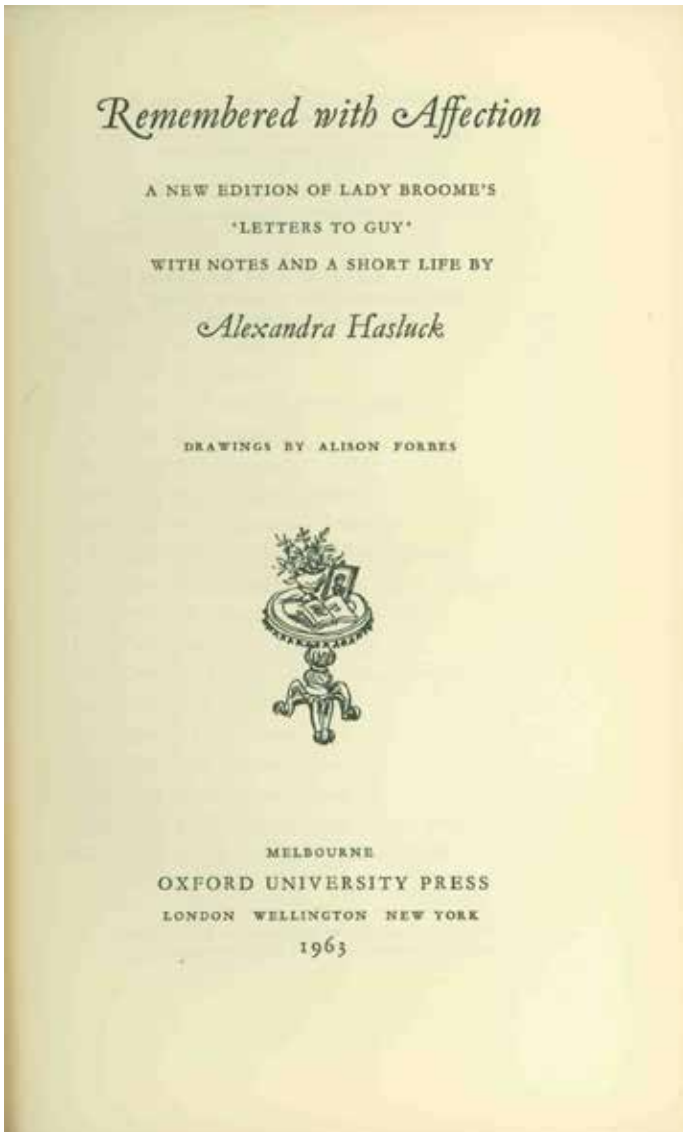 Remembered with Affection
A NEW EDITION OF LADY BROOME'S
'LETTERS TO GUY'
WITH NOTES AND A SHORT LIFE BY
Alexandra Hasluck
DRAWINGS BY ALISON FORBES
MELBOURNE
OXFORD UNIVERSITY PRESS
LONDON WELLINGTON NEW YORK
1963